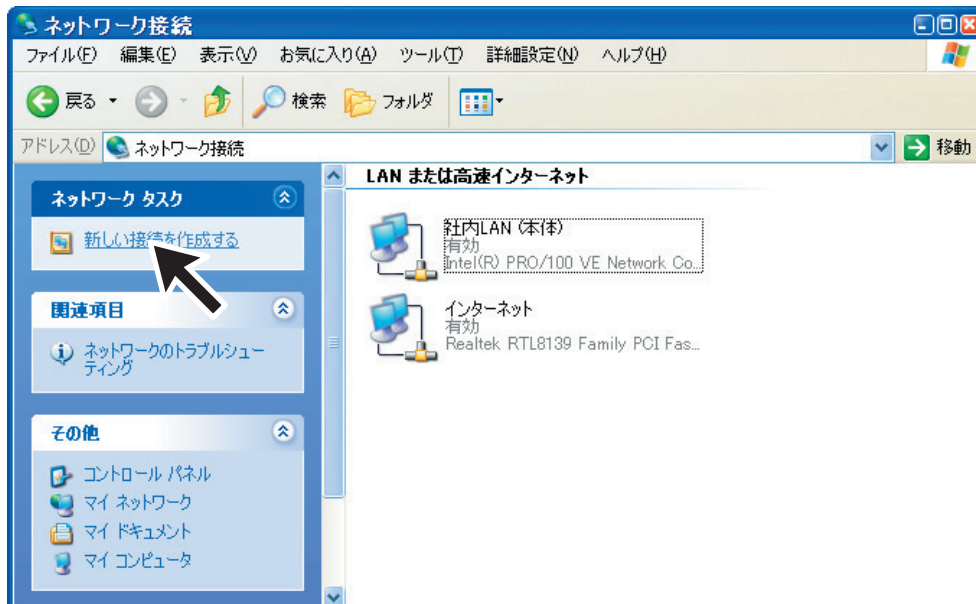 ネットワーク接続
ファイル(F) 編集(E) 表示(V) お気に入り(A) ツール(T) 詳細設定(N) ヘルプ(H)
戻る 検索 フォルダ
アドレス(D) ネットワーク接続 移動
ネットワーク タスク
新しい接続を作成する
関連項目
ネットワークのトラブルシュー
ティング
その他
コントロール パネル
マイ ネットワーク
マイ ドキュメント
マイ コンピュータ
LAN または高速インターネット
社内LAN (本体)
有効
Intel(R) PRO/100 VE Network Co...
インターネット
有効
Realtek RTL8139 Family PCI Fas...